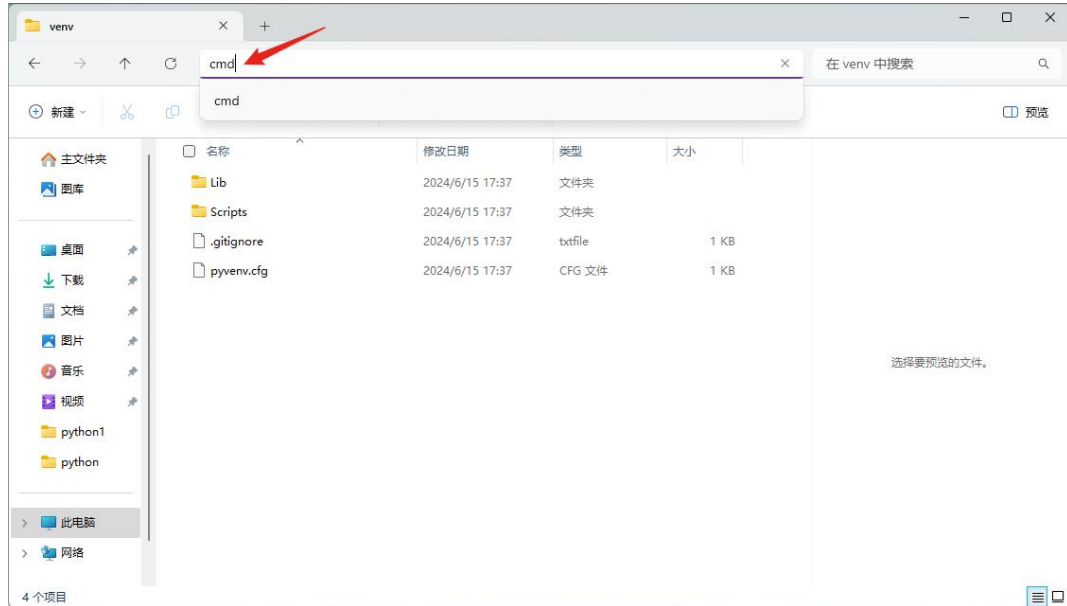 venv
cmd
在 venv 中搜索
cmd
新建
预览
主文件夹
图库
桌面
下载
文档
图片
音乐
视频
python1
python
此电脑
网络
名称 修改日期 类型 大小
Lib 2024/6/15 17:37 文件夹
Scripts 2024/6/15 17:37 文件夹
.gitignore 2024/6/15 17:37 txtfile 1 KB
pyvenv.cfg 2024/6/15 17:37 CFG 文件 1 KB
选择要预览的文件。
4 个项目